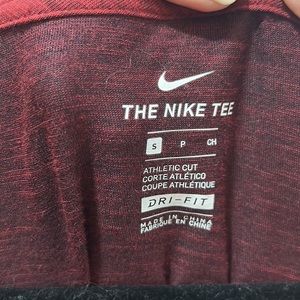 THE NIKE TEE
S P CH
ATHLETIC CUT
CORTE ATLÉTICO
COUPE ATHLÉTIQUE
DRI-FIT
MADE IN CHINA
FABRIQUÉ EN CHINE